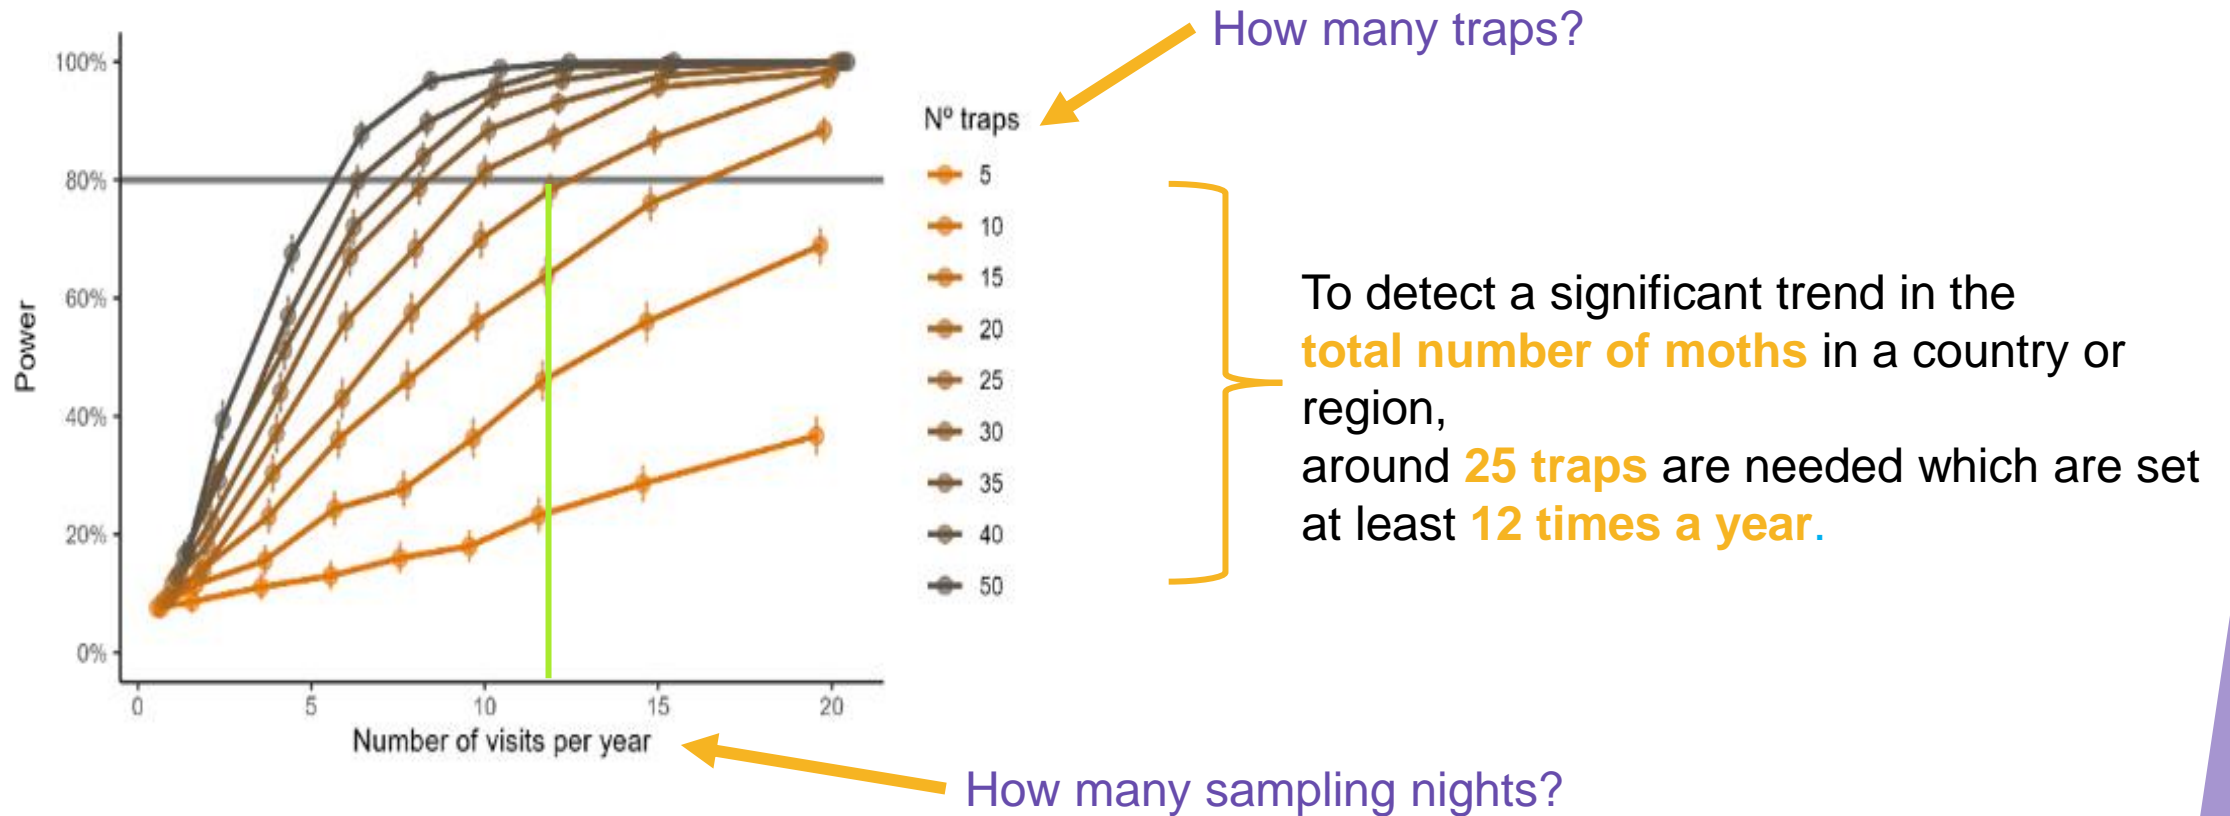 How many traps?
100%
80%
60%
40%
20%
0%
Power
0
5
10
15
20
Number of visits per year
Nº traps
5
10
15
20
25
30
35
40
50
To detect a significant trend in the
total number of moths in a country or
region,
around 25 traps are needed which are set
at least 12 times a year.
How many sampling nights?